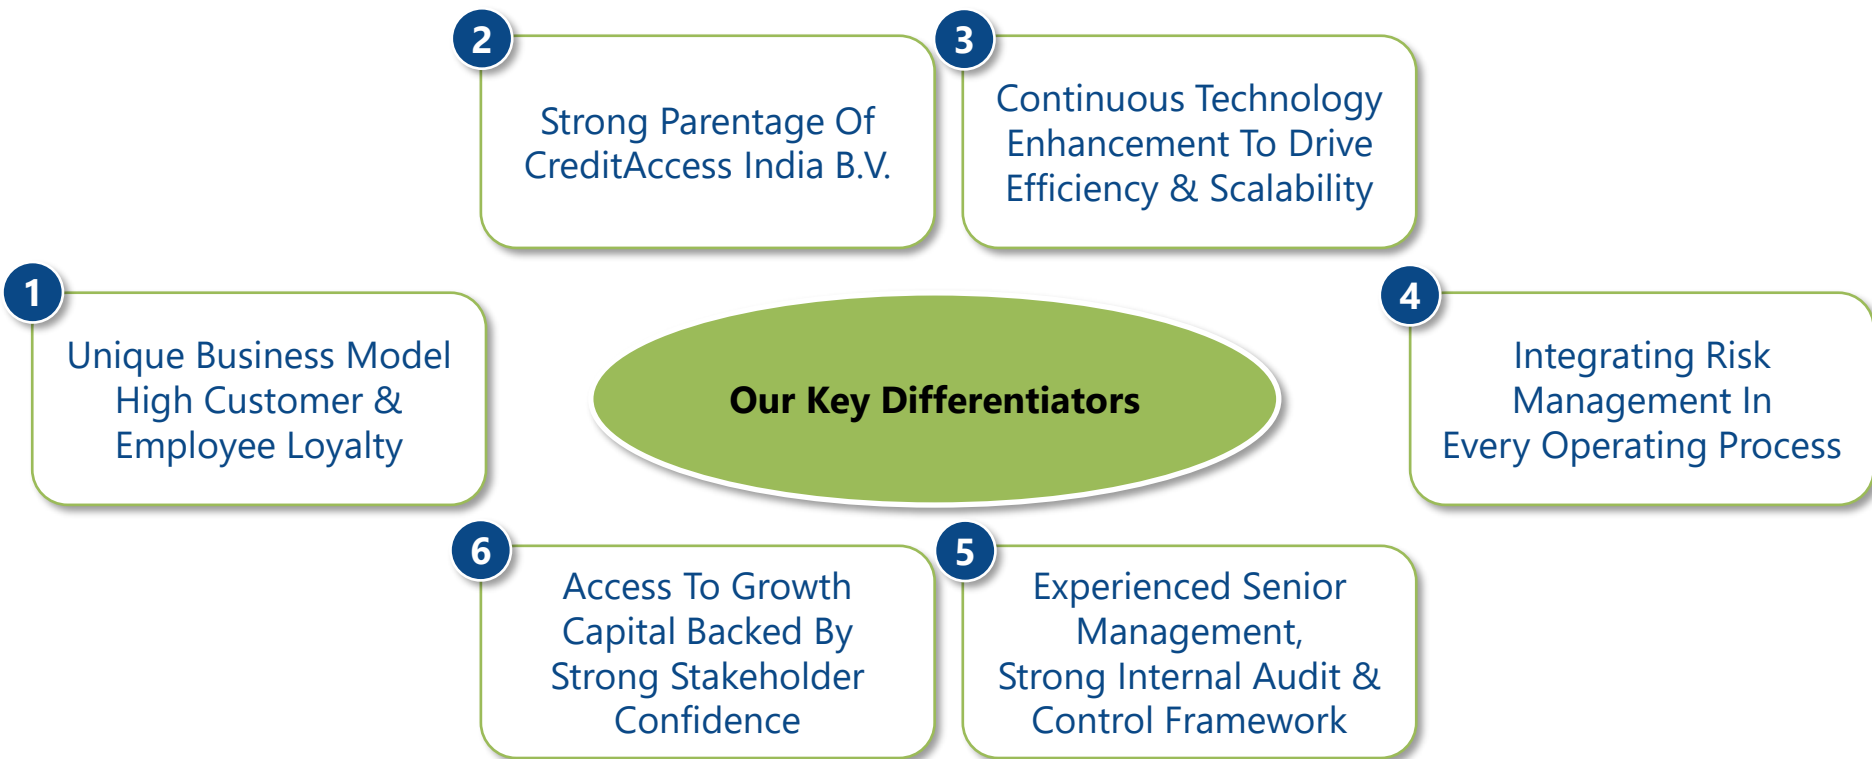 1
Unique Business Model
High Customer &
Employee Loyalty
2
Strong Parentage Of
CreditAccess India B.V.
3
Continuous Technology
Enhancement To Drive
Efficiency & Scalability
4
Integrating Risk
Management In
Every Operating Process
Our Key Differentiators
5
Experienced Senior
Management,
Strong Internal Audit &
Control Framework
6
Access To Growth
Capital Backed By
Strong Stakeholder
Confidence